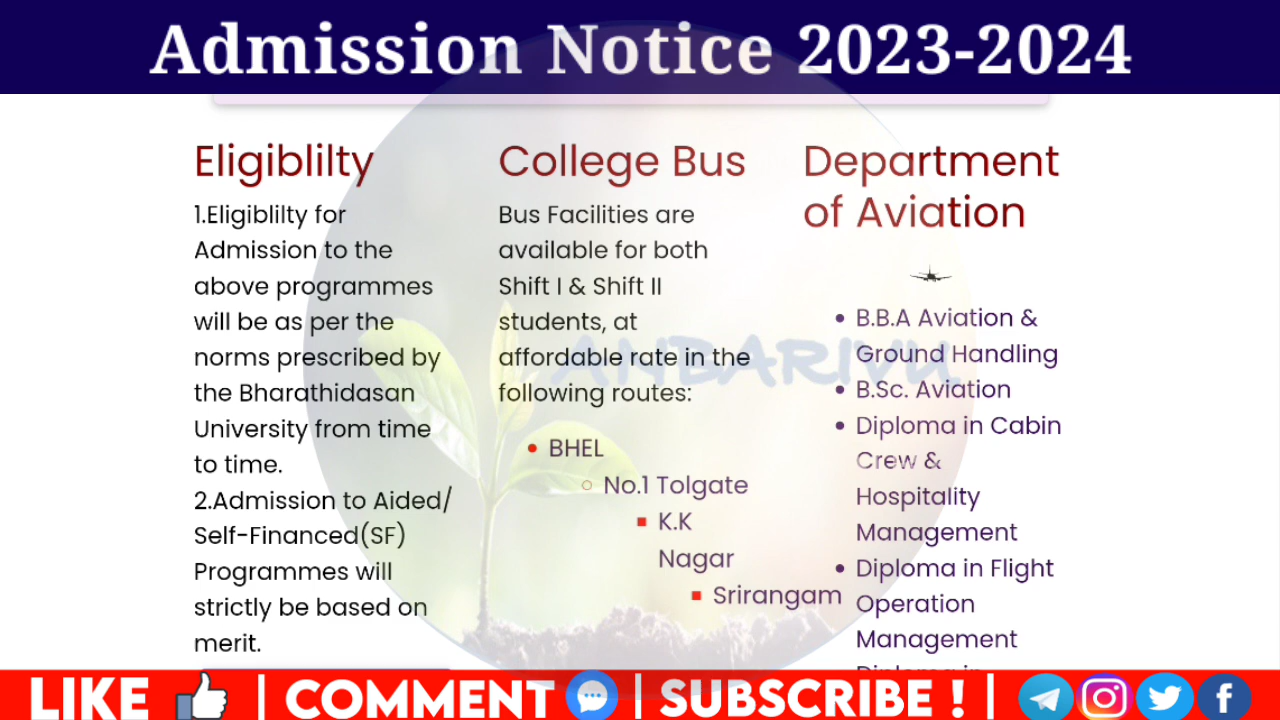 Admission Notice 2023-2024
Eligiblilty
1.Eligiblilty for
Admission to the
above programmes
will be as per the
norms prescribed by
the Bharathidasan
University from time
to time.
2.Admission to Aided/
Self-Financed(SF)
Programmes will
strictly be based on
merit.
College Bus
Bus Facilities are
available for both
Shift I & Shift II
students, at
affordable rate in the
following routes:
BHEL
No.1 Tolgate
K.K
Nagar
Srirangam
Department
of Aviation
B.B.A Aviation &
Ground Handling
B.Sc. Aviation
Diploma in Cabin
Crew &
Hospitality
Management
Diploma in Flight
Operation
Management
Diploma in
ANBARIVU
LIKE | COMMENT | SUBSCRIBE ! |